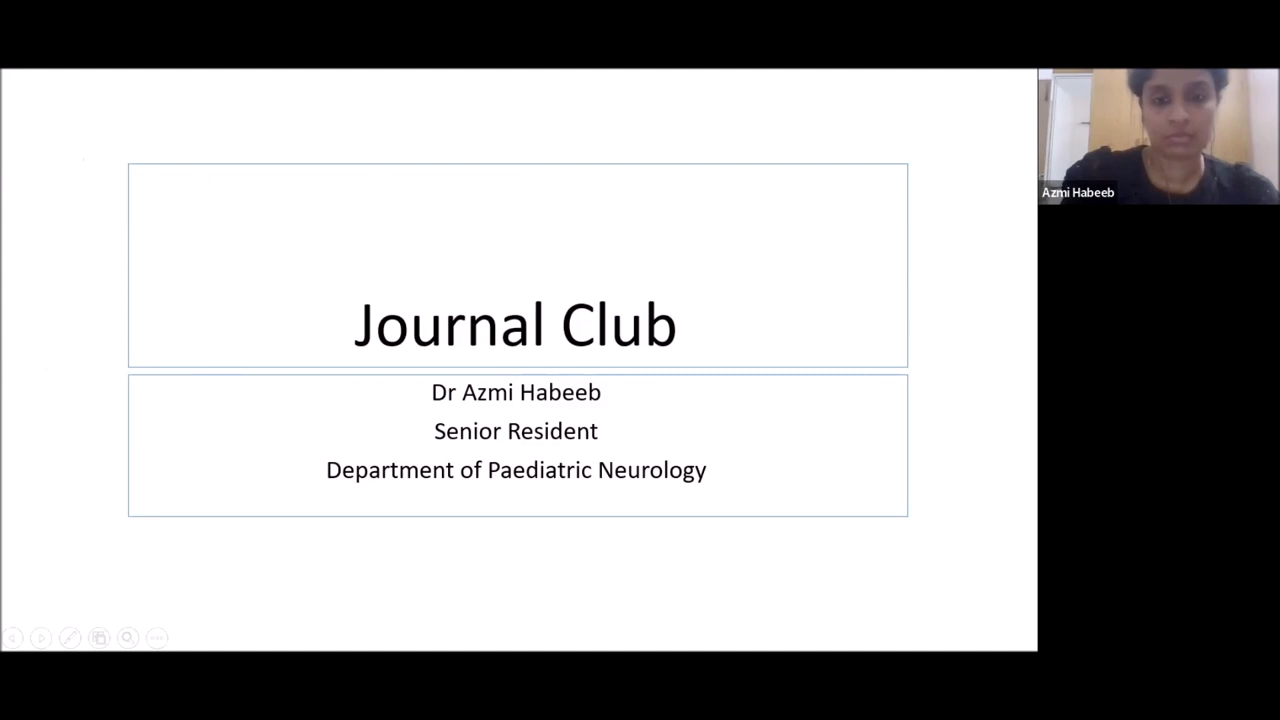 Journal Club
Dr Azmi Habeeb
Senior Resident
Department of Paediatric Neurology
Azmi Habeeb